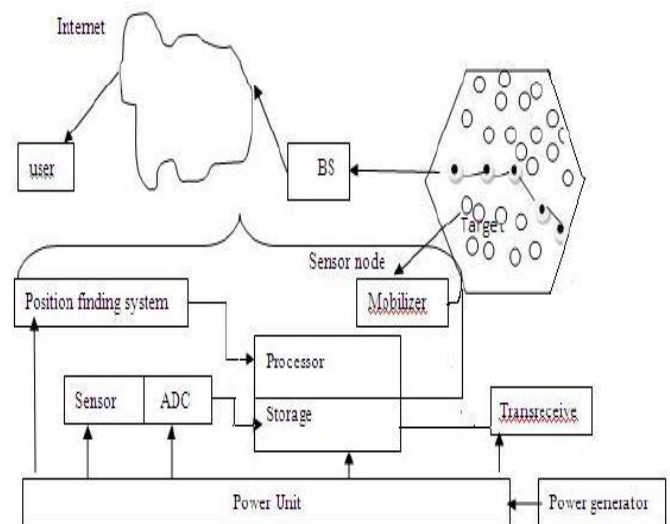 Internet
user
BS
Target
Sensor node
Position finding system
Mobilizer
Processor
Sensor
ADC
Storage
Transreceive
Power Unit
Power generator